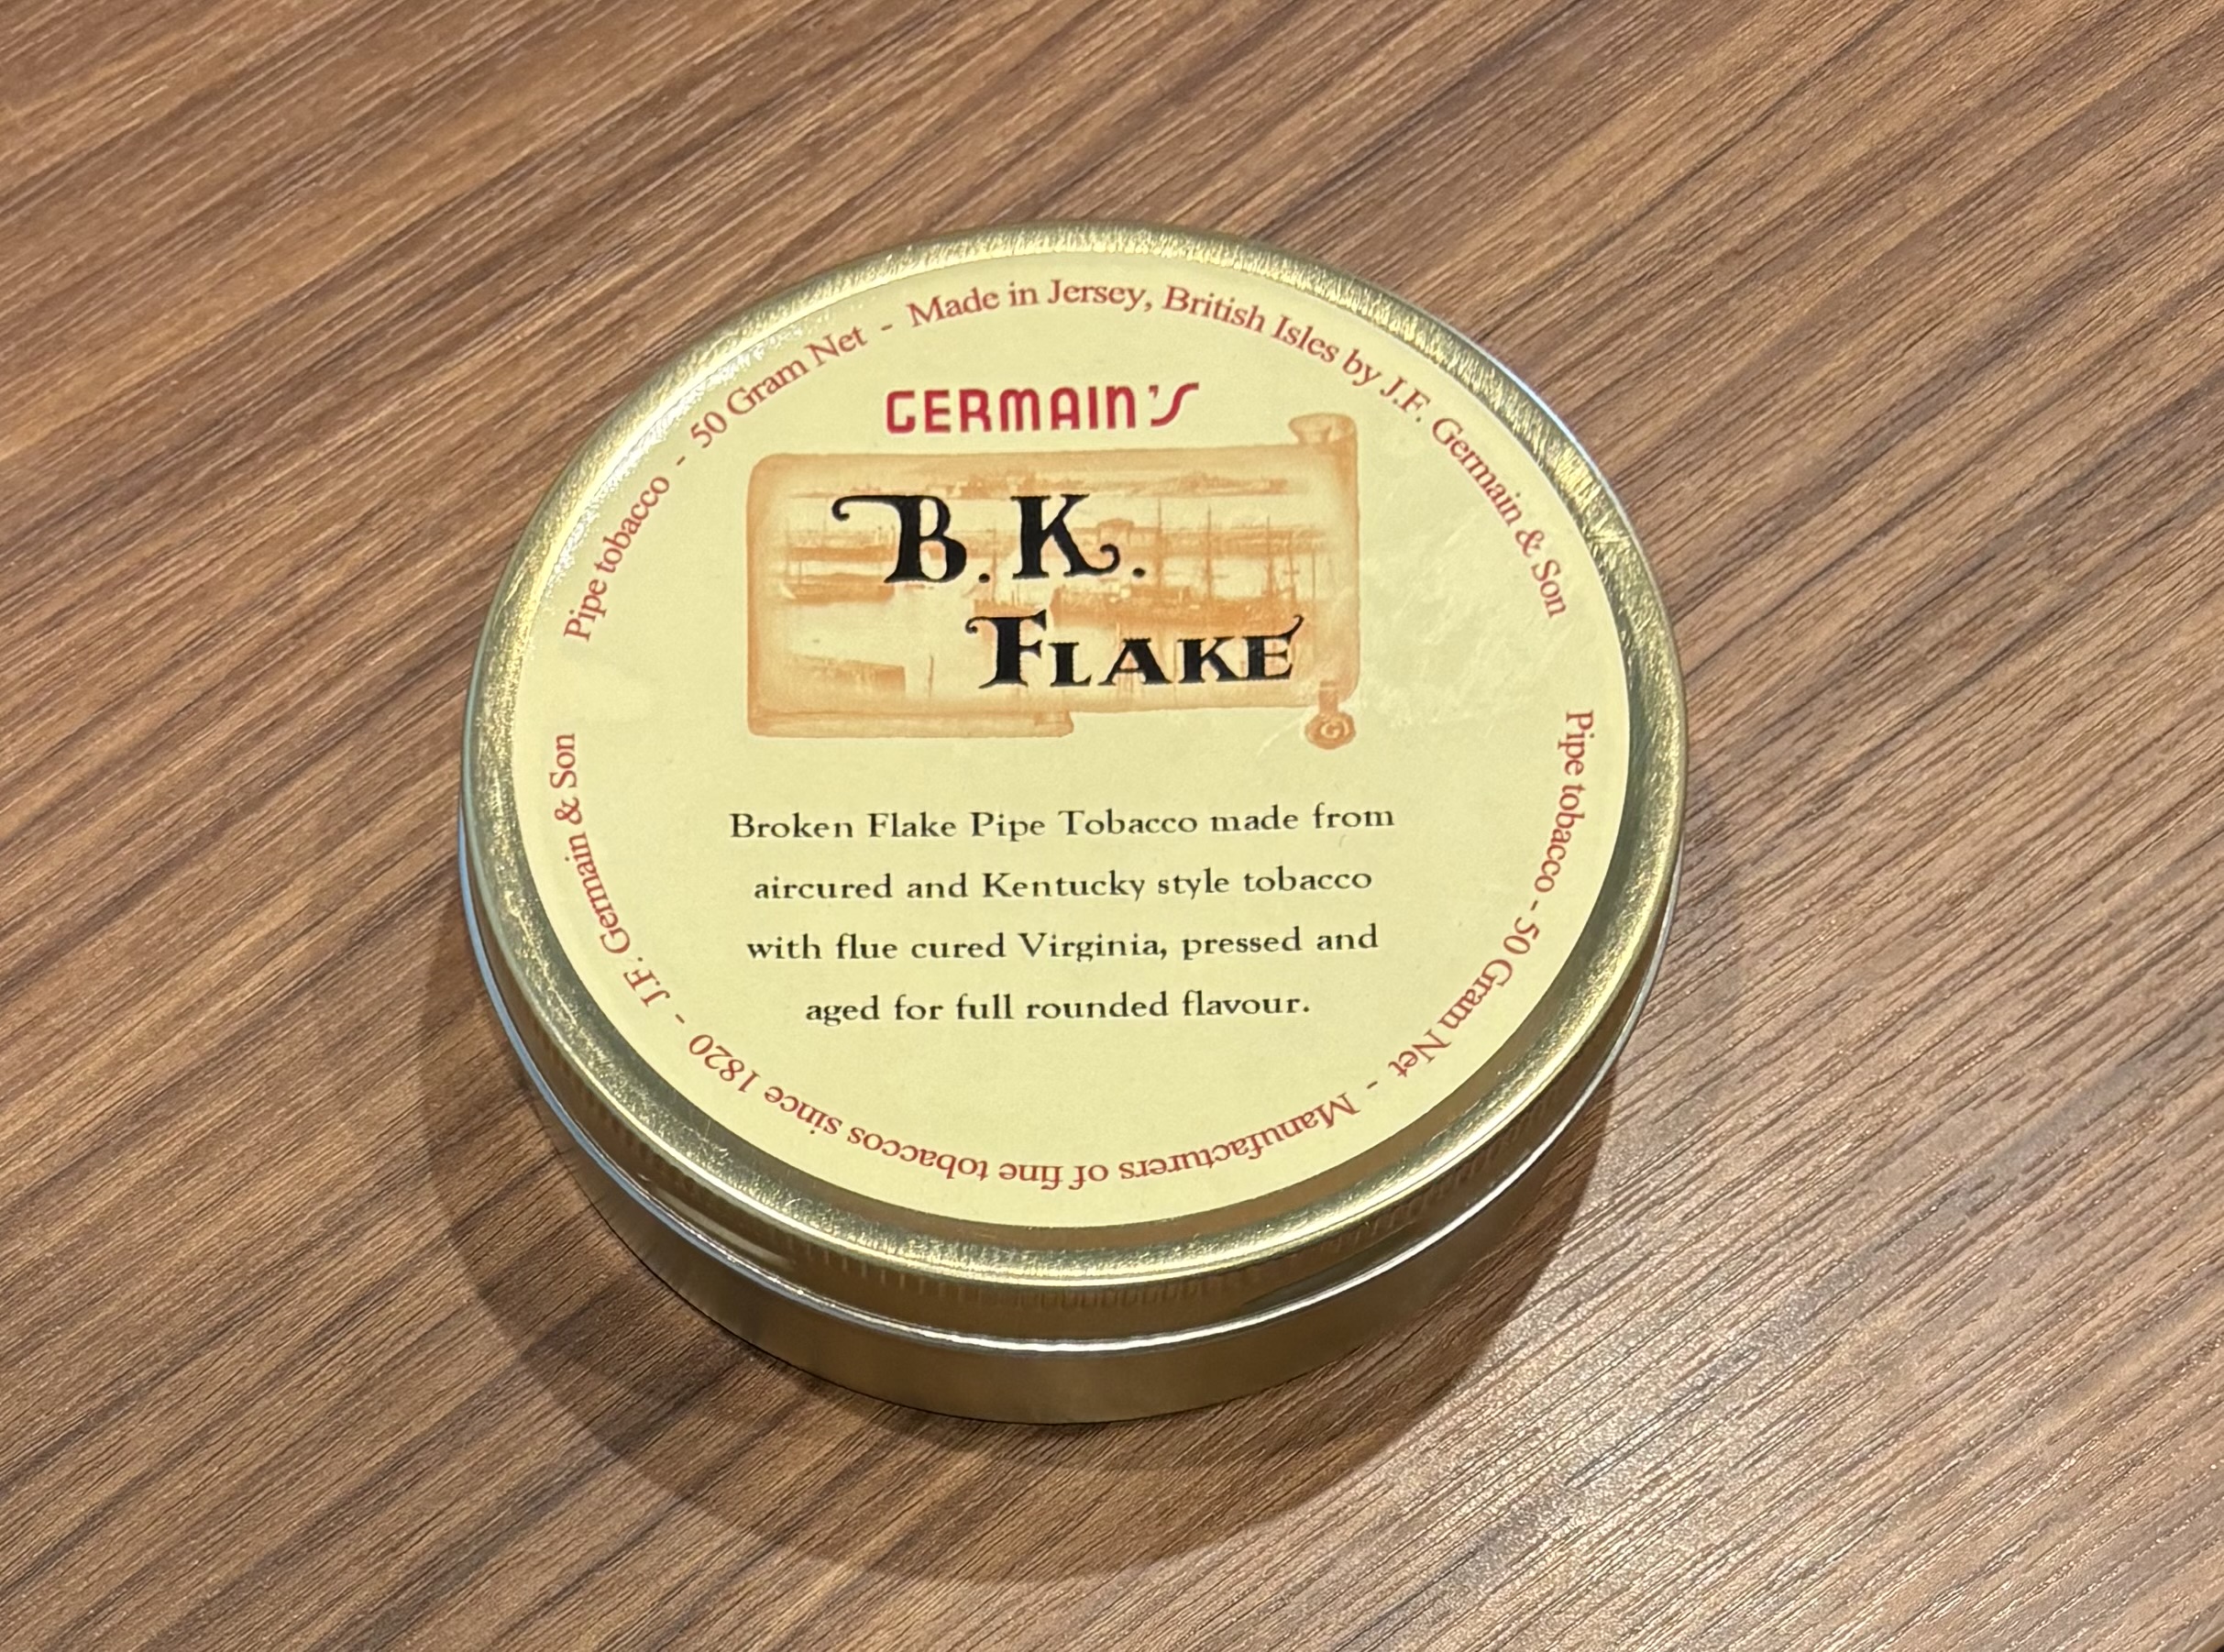 Pipe tobacco - 50 Gram Net - Made in Jersey, British Isles by J.F. Germain & Son
GERMAIN'S
B.K.
FLAKE
G
Broken Flake Pipe Tobacco made from
aircured and Kentucky style tobacco
with flue cured Virginia, pressed and
aged for full rounded flavour.
Pipe tobacco - 50 Gram Net - Manufacturers of fine tobaccos since 1820 - J.F. Germain & Son